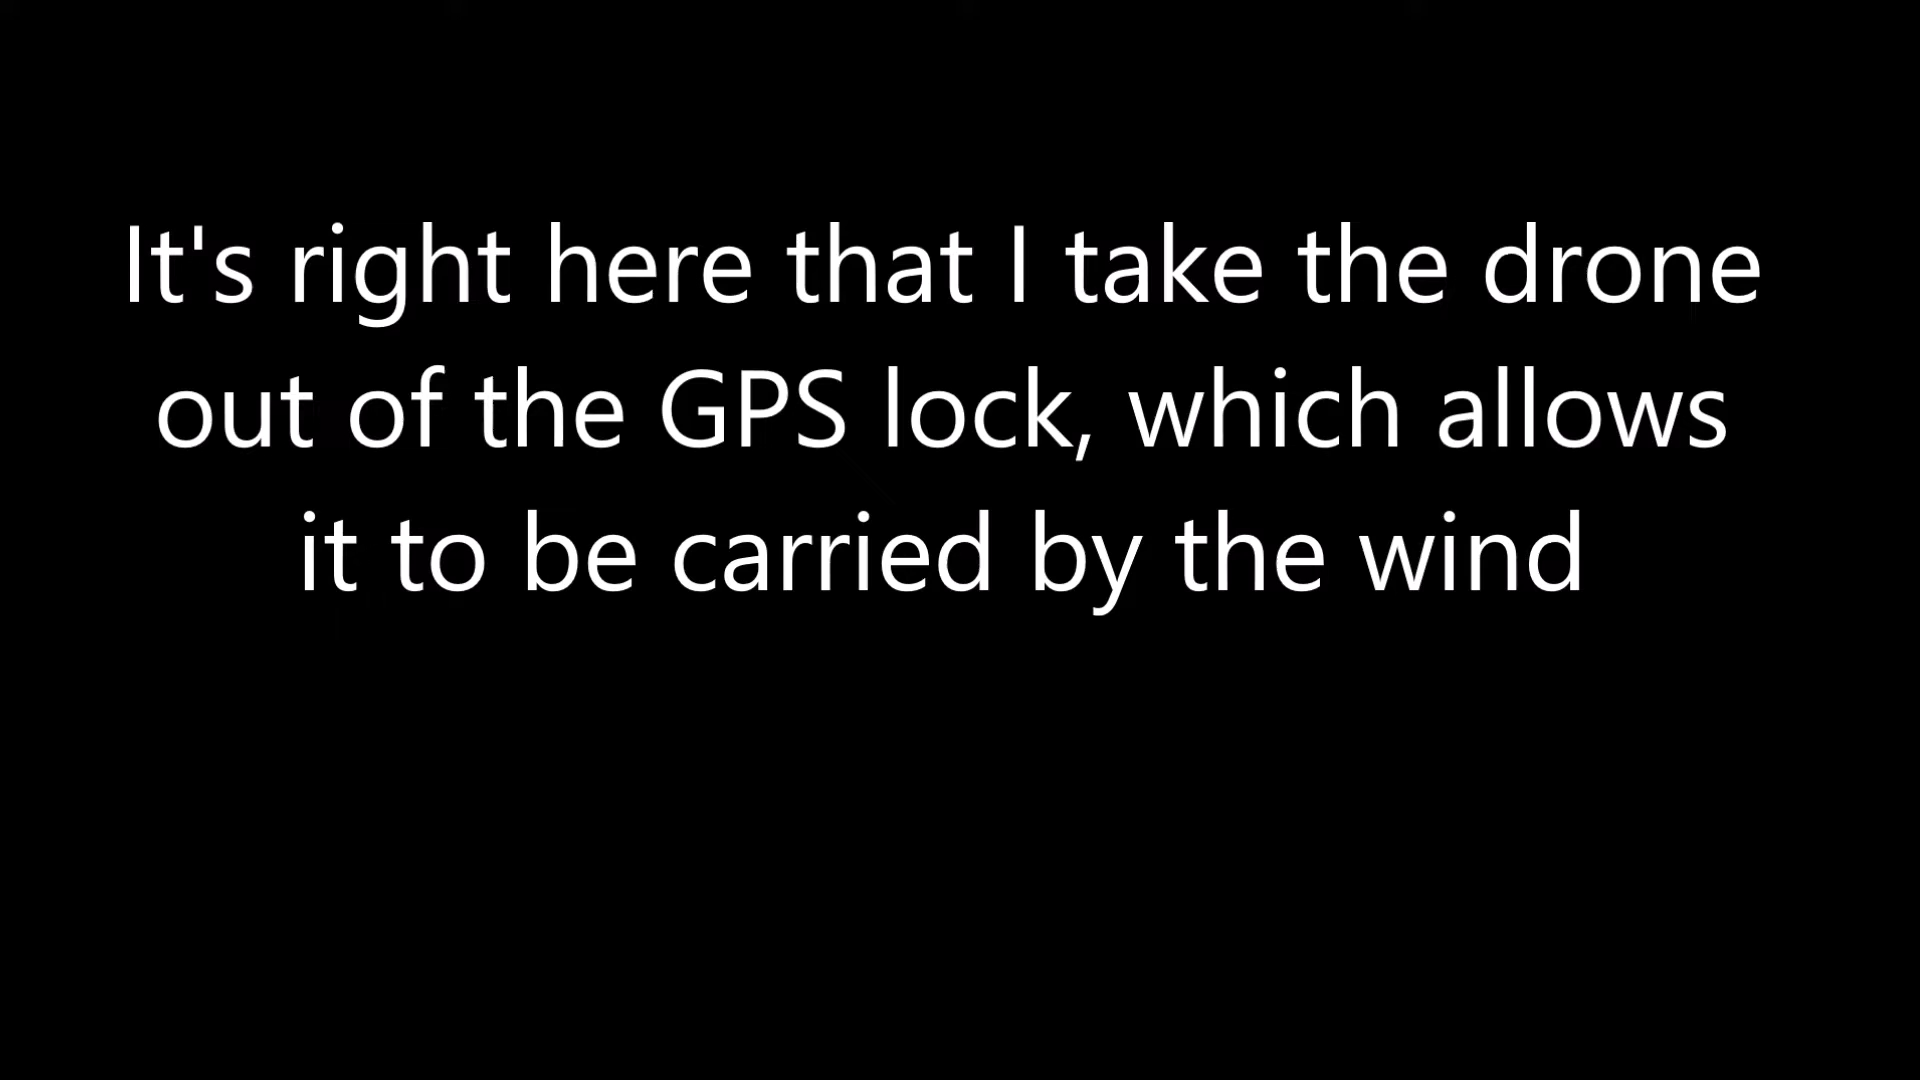 It's right here that I take the drone
out of the GPS lock, which allows
it to be carried by the wind